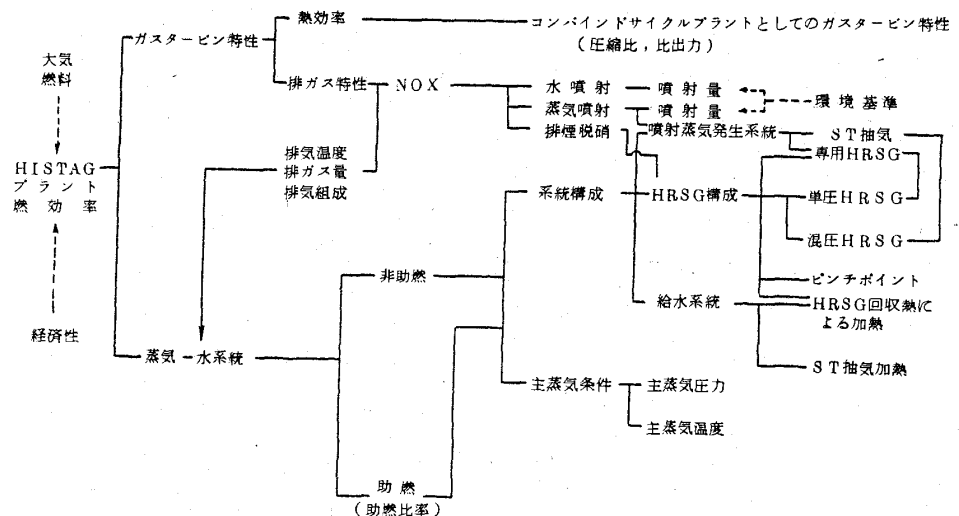 熱効率
コンバインドサイクルプラントとしてのガスタービン特性
(圧縮比,比出力)
ガスタービン特性
大気
燃料
排ガス特性
NOX
水噴射
噴射量
環境基準
蒸気噴射
噴射量
排煙脱硝
噴射蒸気発生系統
ST抽気
専用HRSG
排気温度
排ガス量
排気組成
HISTAG
プラント
燃効率
系統構成
HRSG構成
単圧HRSG
混圧HRSG
非助燃
ピンチポイント
給水系統
HRSG回収熱に
よる加熱
経済性
蒸気-水系統
ST抽気加熱
主蒸気条件
主蒸気圧力
主蒸気温度
助燃
(助燃比率)